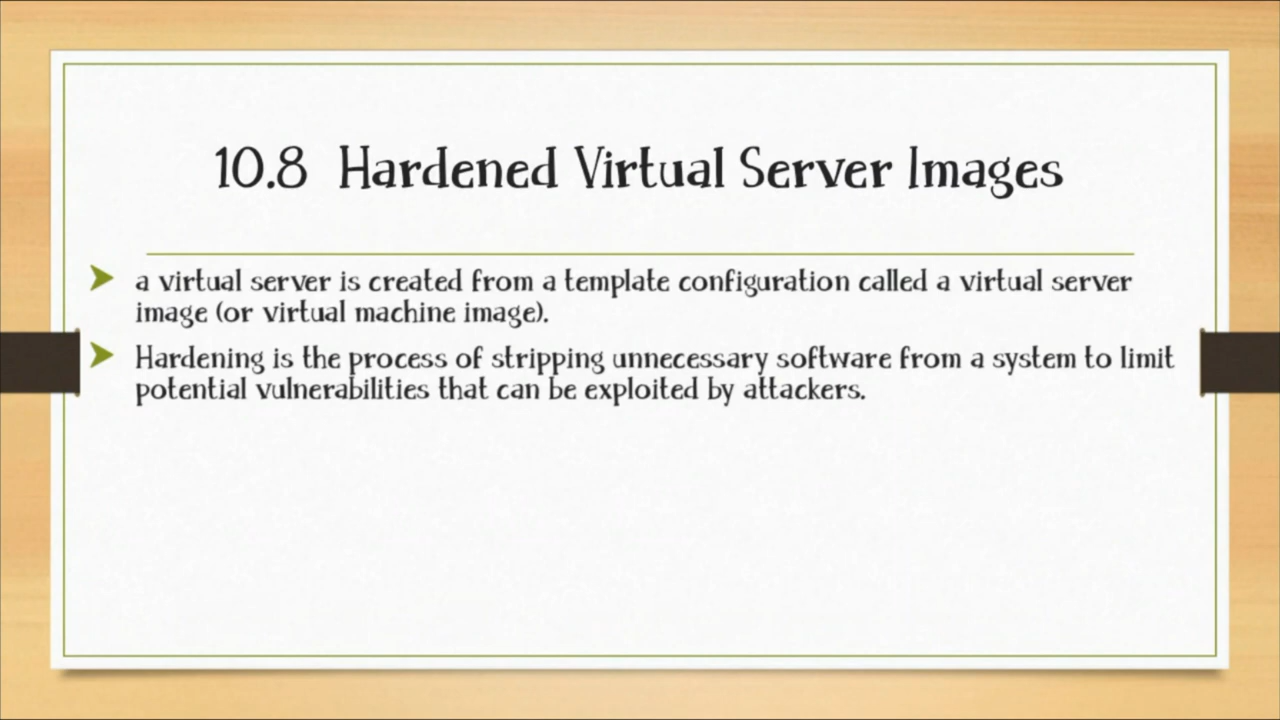 10.8 Hardened Virtual Server Images
a virtual server is created from a template configuration called a virtual server
image (or virtual machine image).
Hardening is the process of stripping unnecessary software from a system to limit
potential vulnerabilities that can be exploited by attackers.